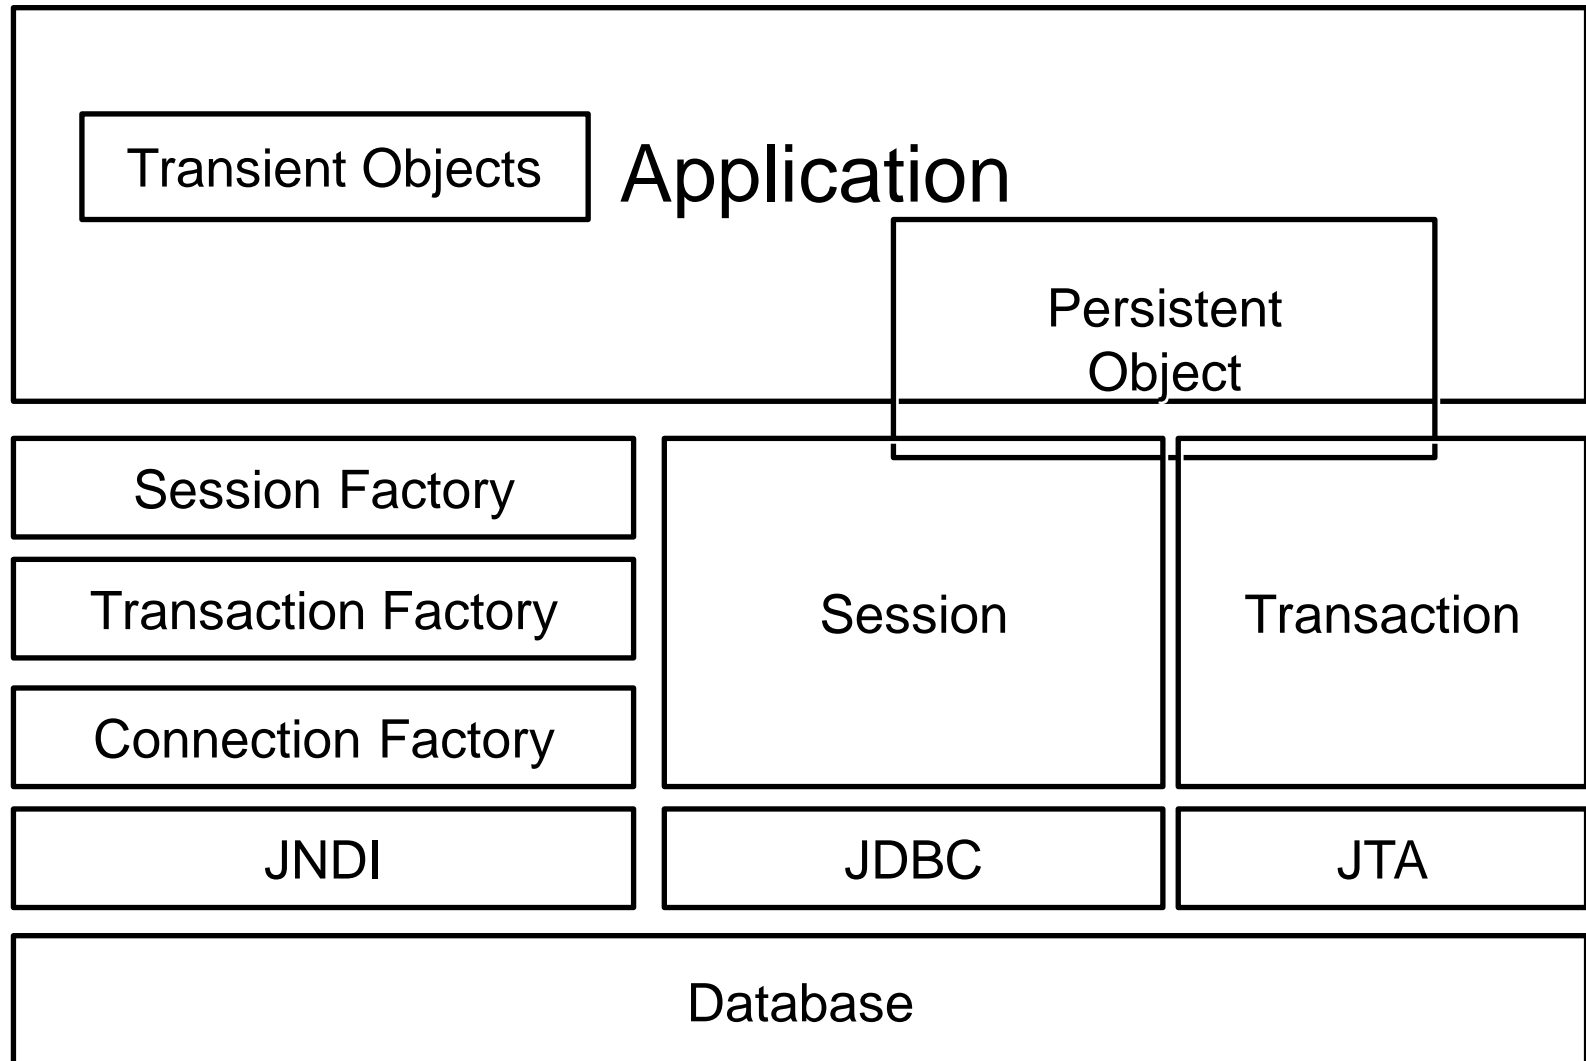 Transient Objects
Application
Persistent
Object
Session Factory
Transaction Factory
Connection Factory
Session
Transaction
JNDI
JDBC
JTA
Database